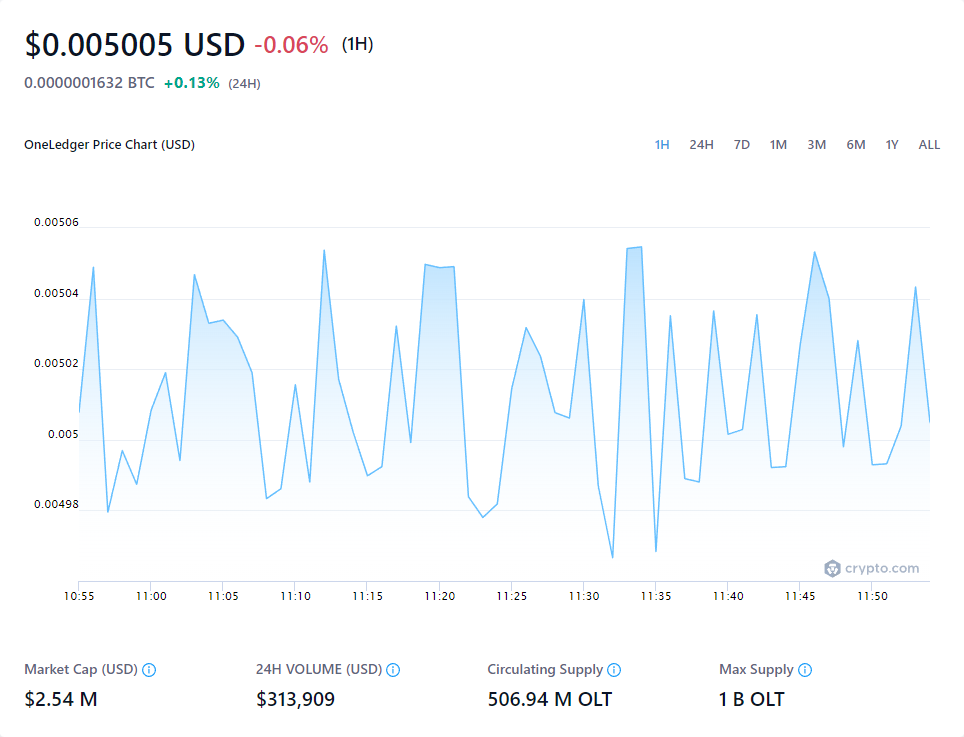 $0.005005 USD -0.06% (1H)
0.0000001632 BTC +0.13% (24H)
OneLedger Price Chart (USD) 1H 24H 7D 1M 3M 6M 1Y ALL
0.00506
0.00504
0.00502
0.005
0.00498
crypto.com
10:55 11:00 11:05 11:10 11:15 11:20 11:25 11:30 11:35 11:40 11:45 11:50
Market Cap (USD) 24H VOLUME (USD) Circulating Supply Max Supply
$2.54 M $313,909 506.94 M OLT 1 B OLT